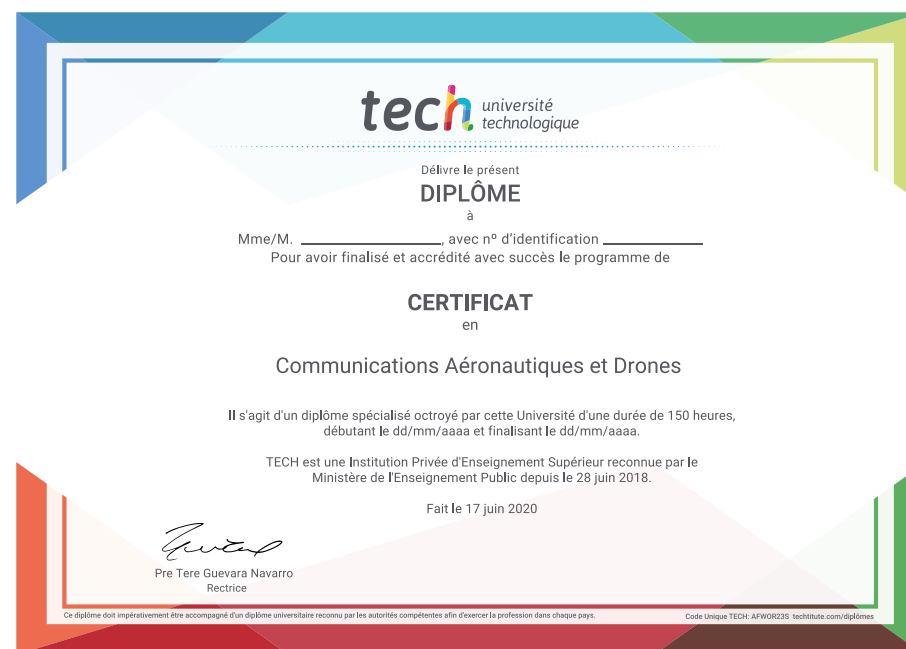 tech université
technologique
Délivre le présent
DIPLÔME
à
Mme/M. ____________________, avec nº d'identification ______________
Pour avoir finalisé et accrédité avec succès le programme de
CERTIFICAT
en
Communications Aéronautiques et Drones
Il s'agit d'un diplôme spécialisé octroyé par cette Université d'une durée de 150 heures,
débutant le dd/mm/aaaa et finalisant le dd/mm/aaaa.
TECH est une Institution Privée d'Enseignement Supérieur reconnue par le
Ministère de l'Enseignement Public depuis le 28 juin 2018.
Fait le 17 juin 2020
Pre Tere Guevara Navarro
Rectrice
Ce diplôme doit impérativement être accompagné d'un diplôme universitaire reconnu par les autorités compétentes afin d'exercer la profession dans chaque pays.
Code Unique TECH: AFWOR23S techtitute.com/diplômes